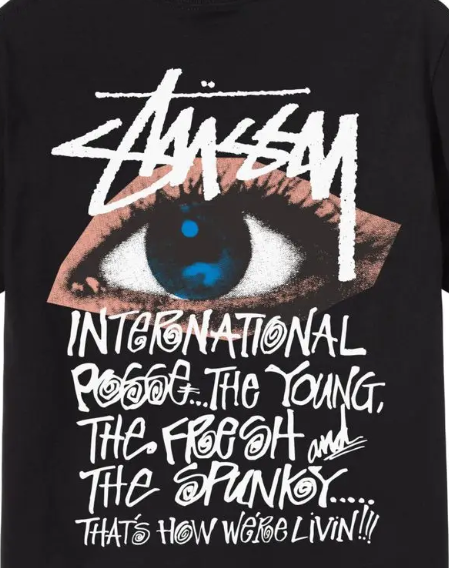 STÜSSY
INTERNATIONAL
POSSE...THE YOUNG,
THE FRESH and
THE SPUNKY.....
THAT'S HOW WE'RE LIVIN!!!